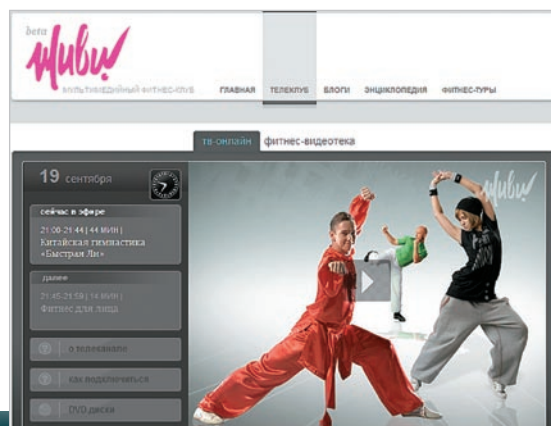 beta
Живи!
МУЛЬТИМЕДИЙНЫЙ ФИТНЕС-КЛУБ
ГЛАВНАЯ ТЕЛЕКЛУБ БЛОГИ ЭНЦИКЛОПЕДИЯ ФИТНЕС-ТУРЫ
тв-онлайн фитнес-видеотека
19 сентября
сейчас в эфире
21:00-21:44 | 44 МИН |
Китайская гимнастика
«Быстрая Ли»
далее
21:45-21:59 | 14 МИН |
Фитнес для лица
о телеканале
как подключиться
DVD диски
живи!